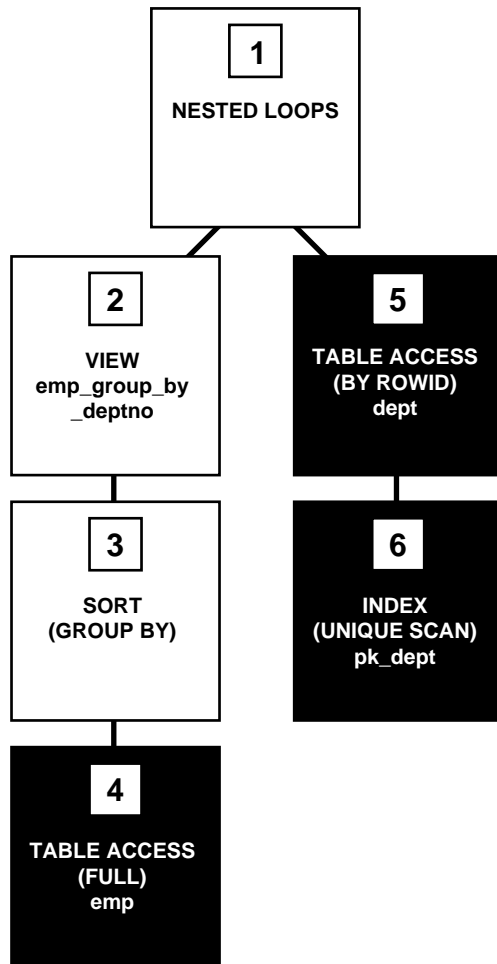 1
NESTED LOOPS
2
VIEW
emp_group_by
_deptno
5
TABLE ACCESS
(BY ROWID)
dept
3
SORT
(GROUP BY)
6
INDEX
(UNIQUE SCAN)
pk_dept
4
TABLE ACCESS
(FULL)
emp